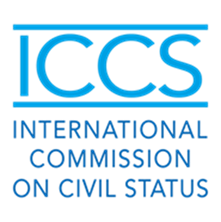 ICCS
INTERNATIONAL
COMMISSION
ON CIVIL STATUS